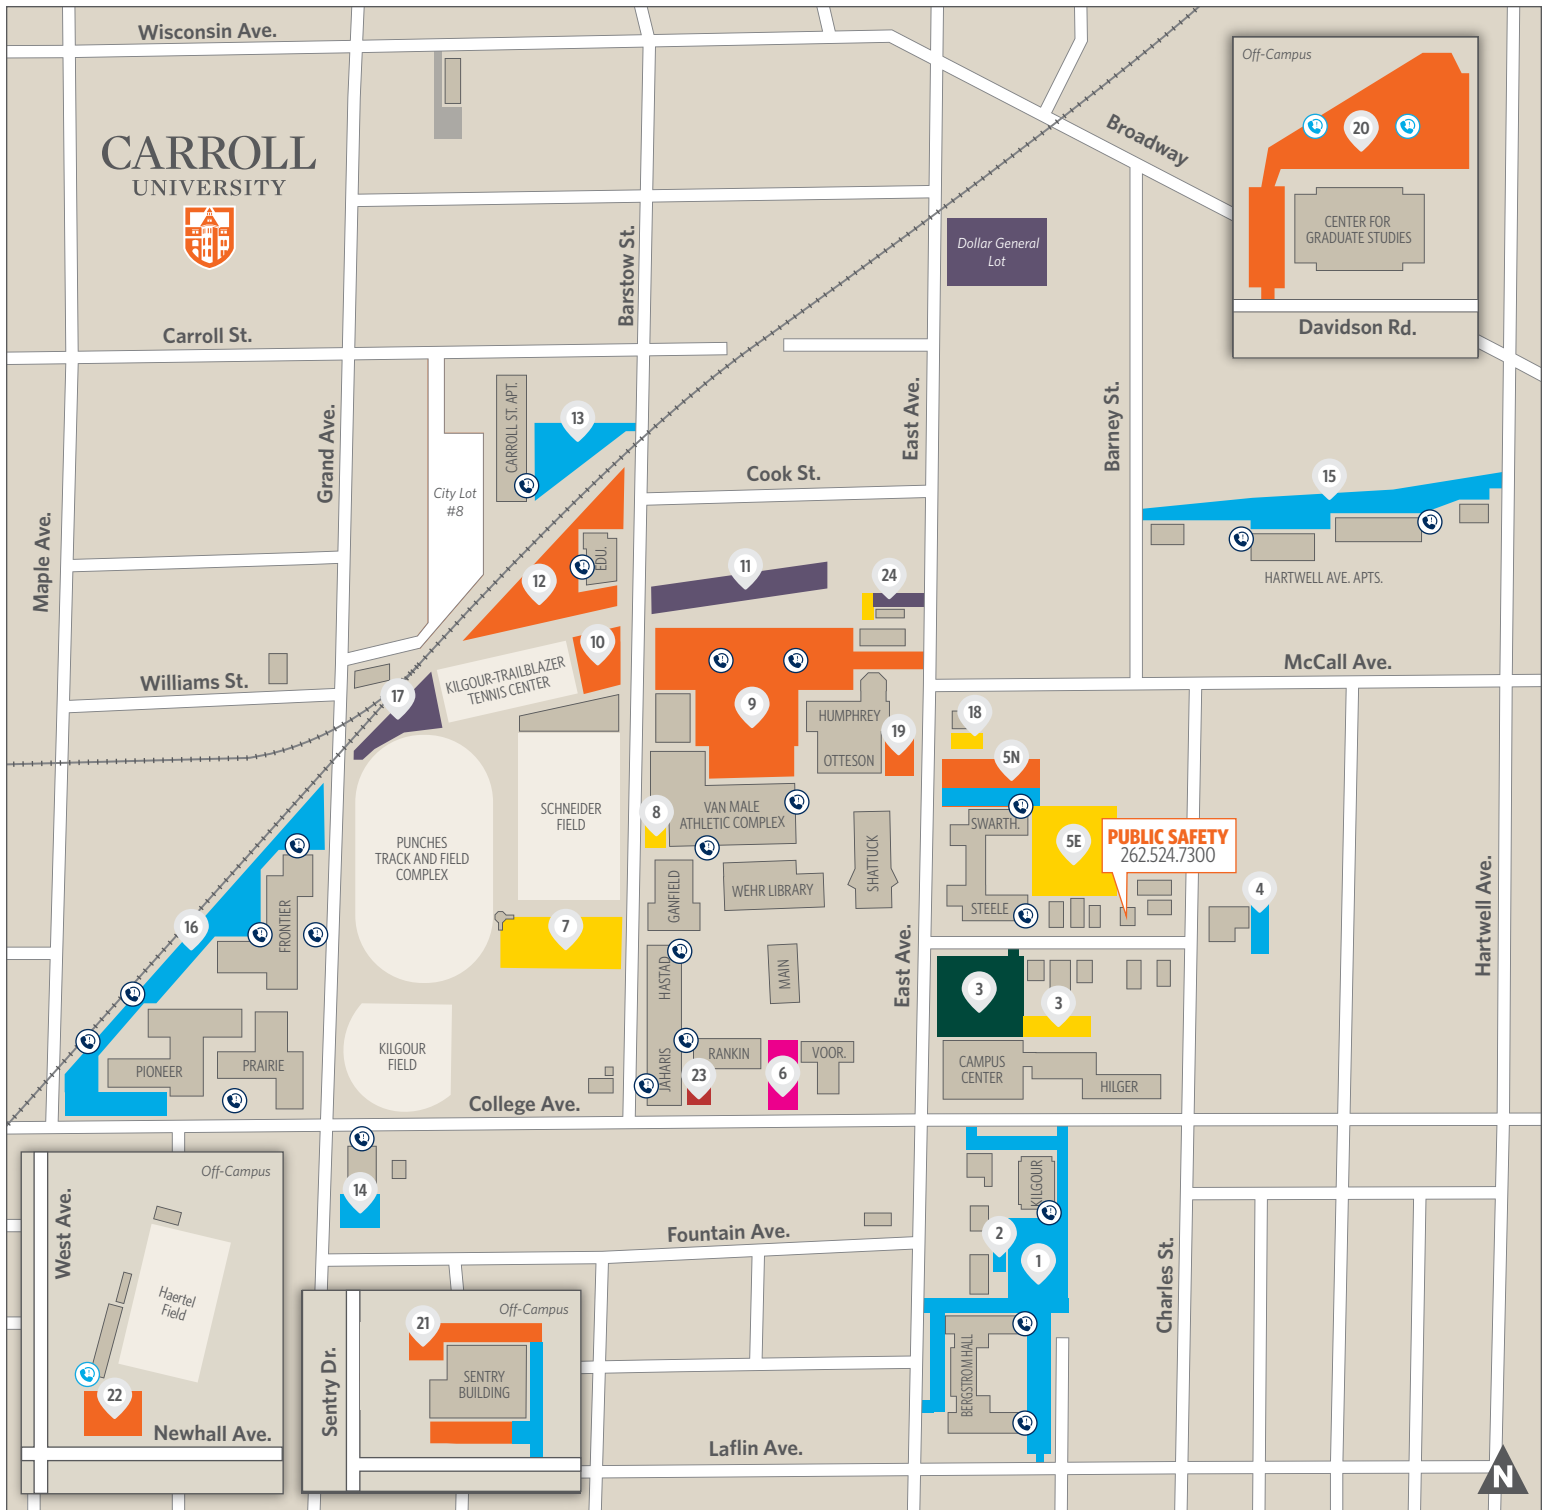 Wisconsin Ave.
CARROLL
UNIVERSITY
Broadway
Off-Campus
20
CENTER FOR
GRADUATE STUDIES
Davidson Rd.
Dollar General
Lot
Barstow St.
Carroll St.
Grand Ave.
Maple Ave.
CARROLL ST. APT.
13
City Lot
#8
Cook St.
East Ave.
Barney St.
15
HARTWELL AVE. APTS.
EDU.
12
11
24
10
KILGOUR-TRAILBLAZER
TENNIS CENTER
Williams St.
17
McCall Ave.
9
HUMPHREY
OTTESON
19
18
5N
SCHNEIDER
FIELD
PUNCHES
TRACK AND FIELD
COMPLEX
8
VAN MALE
ATHLETIC COMPLEX
SWARTH.
5E
PUBLIC SAFETY
262.524.7300
STEELE
SHATTUCK
WEHR LIBRARY
GANFIELD
4
Hartwell Ave.
16
FRONTIER
7
HASTAD
MAIN
East Ave.
3
3
KILGOUR
FIELD
PIONEER
PRAIRIE
JAHARIS
RANKIN
23
6
VOOR.
CAMPUS
CENTER
HILGER
College Ave.
14
Fountain Ave.
KILGOUR
2
1
Charles St.
BERGSTROM HALL
Laflin Ave.
Off-Campus
West Ave.
Haertel
Field
22
Newhall Ave.
Off-Campus
Sentry Dr.
21
SENTRY
BUILDING
N